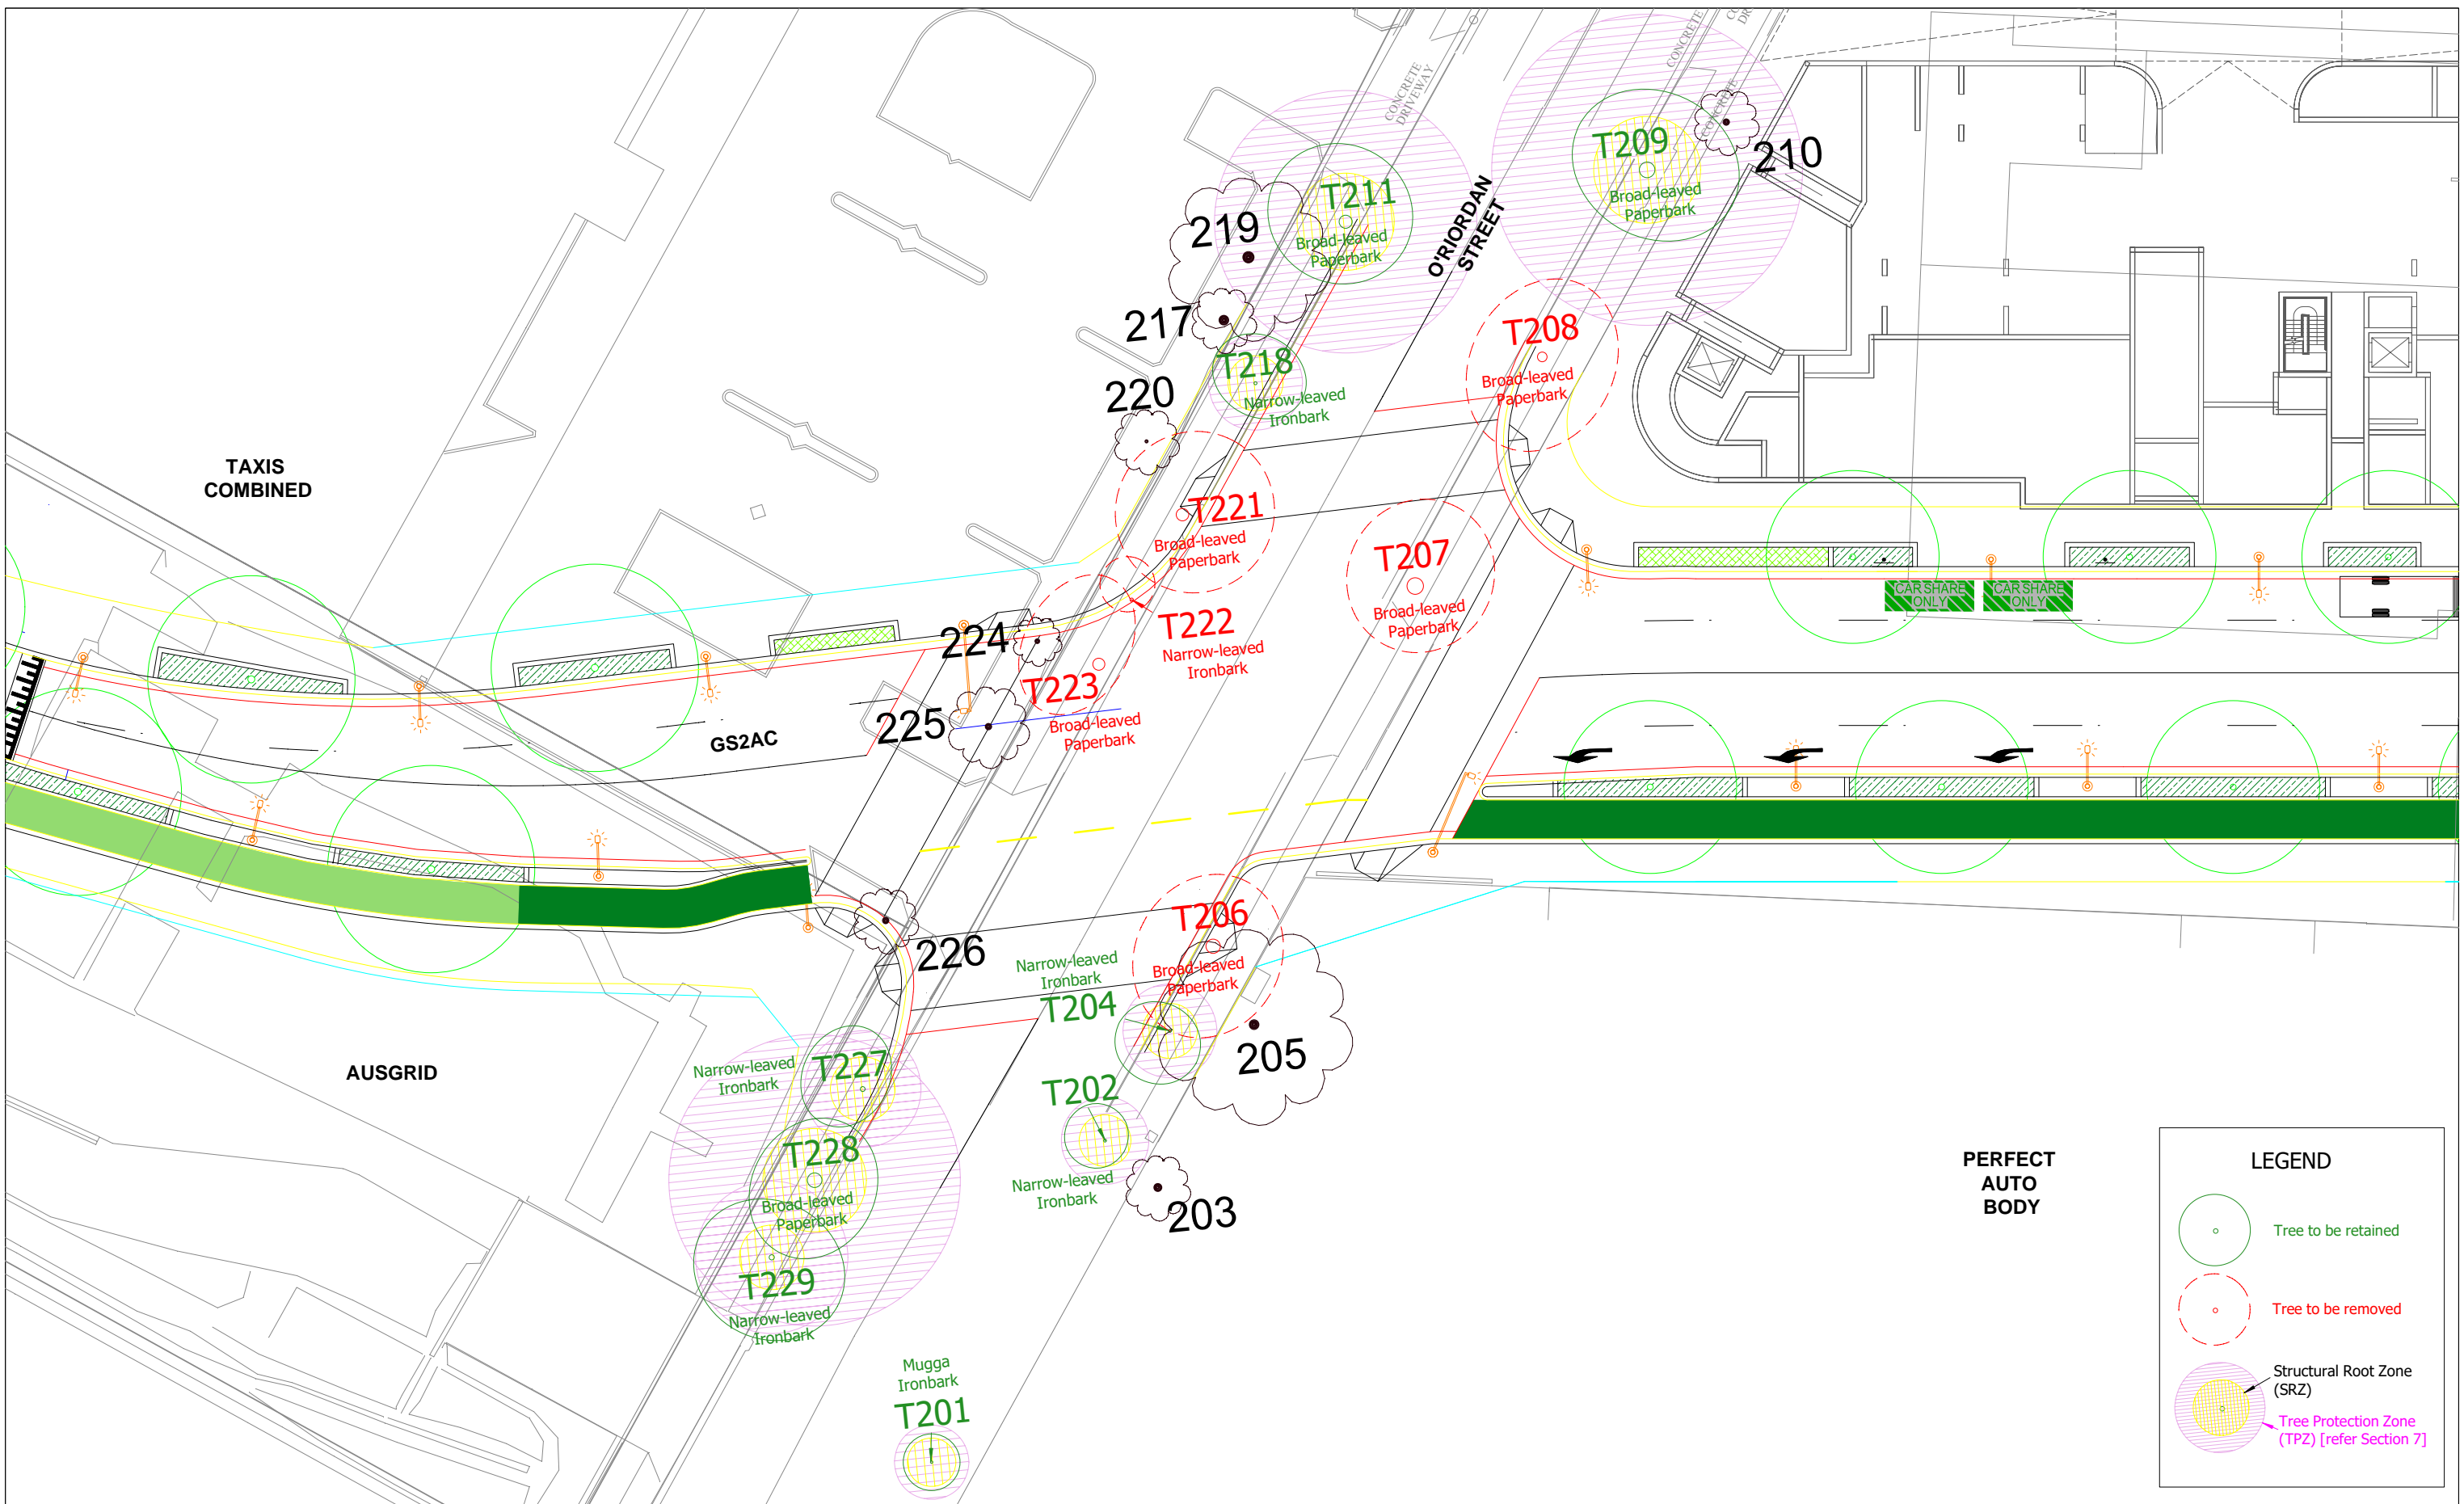 CONCRETE
DRIVEWAY
CONCRETE
CONCRETE
T209
Broad-leaved
Paperbark
210
T211
Broad-leaved
Paperbark
219
O'RIORDAN
STREET
217
T218
Narrow-leaved
Ironbark
T208
Broad-leaved
Paperbark
220
TAXIS
COMBINED
T221
Broad-leaved
Paperbark
T207
Broad-leaved
Paperbark
CAR SHARE
ONLY
CAR SHARE
ONLY
T222
Narrow-leaved
Ironbark
224
T223
Broad-leaved
Paperbark
225
GS2AC
T206
Broad-leaved
Paperbark
226
Narrow-leaved
Ironbark
T204
205
AUSGRID
Narrow-leaved
Ironbark
T227
T202
Narrow-leaved
Ironbark
T228
Broad-leaved
Paperbark
203
T229
Narrow-leaved
Ironbark
Mugga
Ironbark
T201
PERFECT
AUTO
BODY
LEGEND
Tree to be retained
Tree to be removed
Structural Root Zone
(SRZ)
Tree Protection Zone
(TPZ) [refer Section 7]